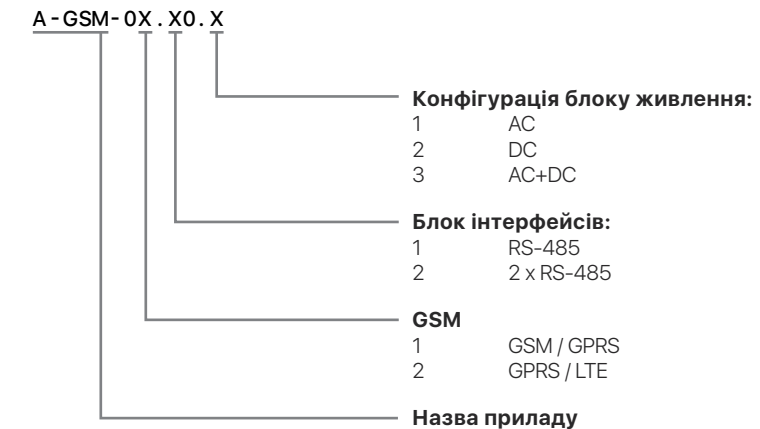 A-GSM-0X.X0.X
Конфігурація блоку живлення:
1 AC
2 DC
3 AC+DC
Блок інтерфейсів:
1 RS-485
2 2 x RS-485
GSM
1 GSM / GPRS
2 GPRS / LTE
Назва приладу